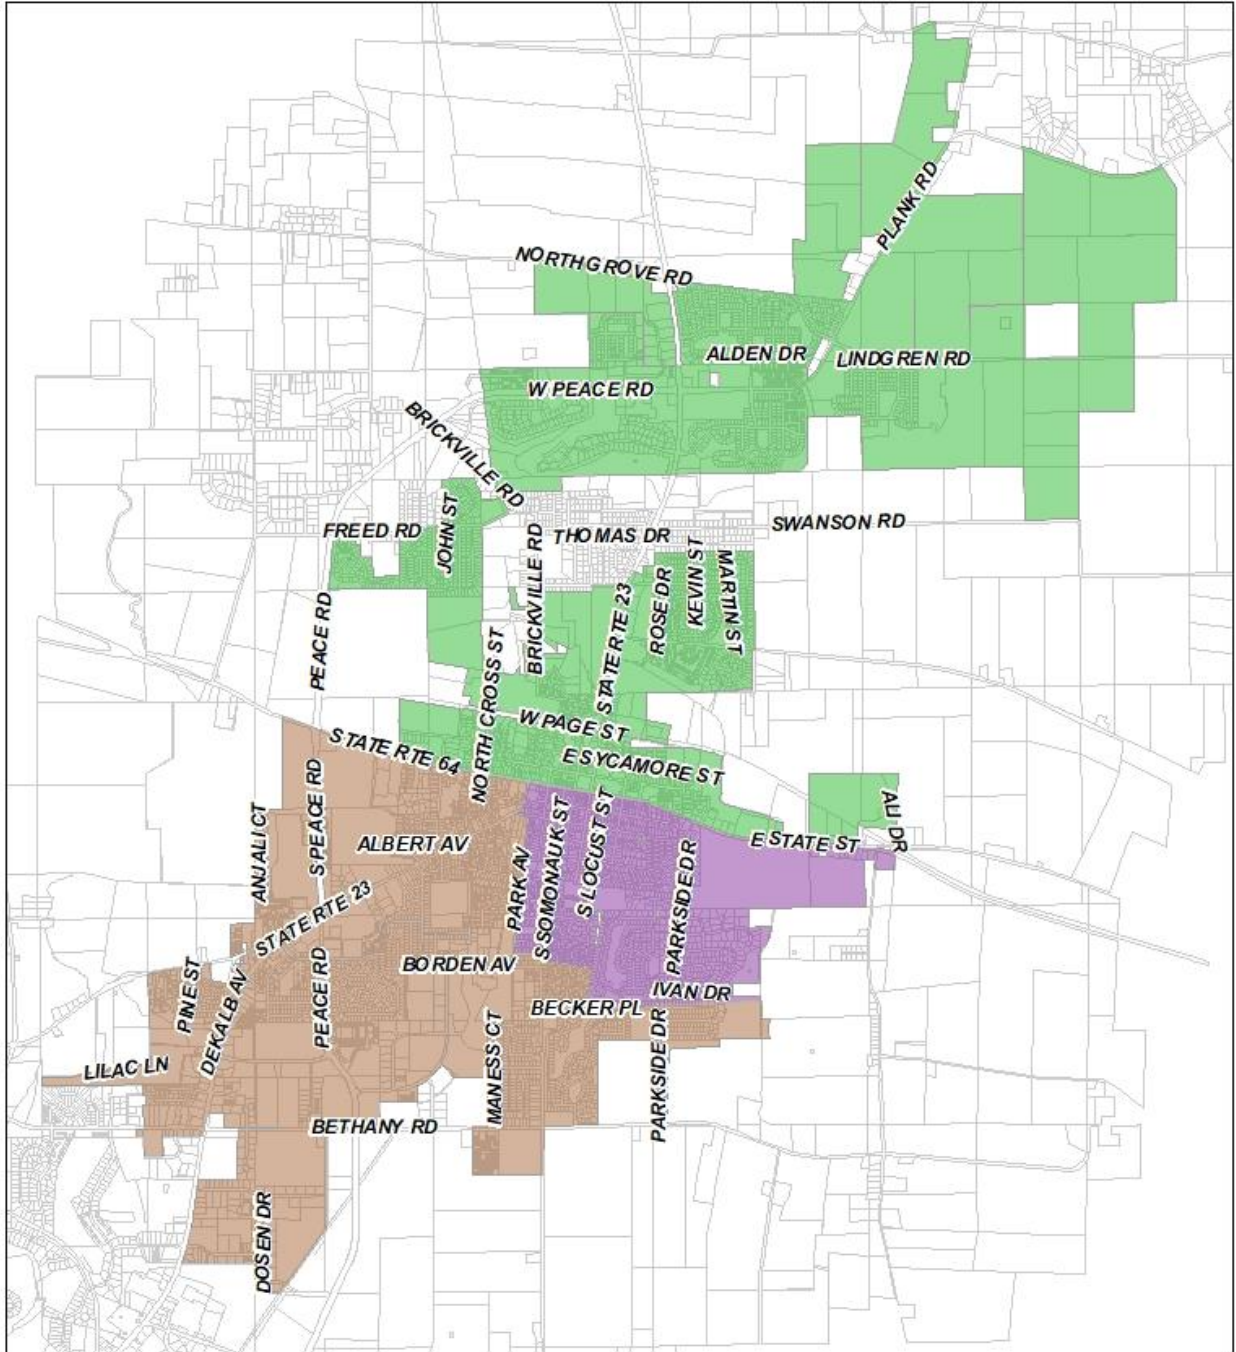 PLANK RD
NORTHGROVE RD
ALDEN DR
LINDGREN RD
W PEACE RD
BRICKVILLE RD
FREED RD
JOHN ST
BRICKVILLE RD
THOMAS DR
SWANSON RD
PEACE RD
NORTH CROSS ST
STATE RTE 23
ROSE DR
KEVIN ST
MARTIN ST
W PAGE ST
STATE RTE 64
E SYCAMORE ST
S PEACE RD
ANJALI CT
ALBERT AV
PARK AV
S SOMONAUK ST
S LOCUST ST
PARKSIDE DR
E STATE ST
ALI DR
STATE RTE 23
PINE ST
DEKALB AV
PEACE RD
BORDEN AV
IVAN DR
BECKER PL
LILAC LN
MANESS CT
PARKSIDE DR
BETHANY RD
DOSEN DR